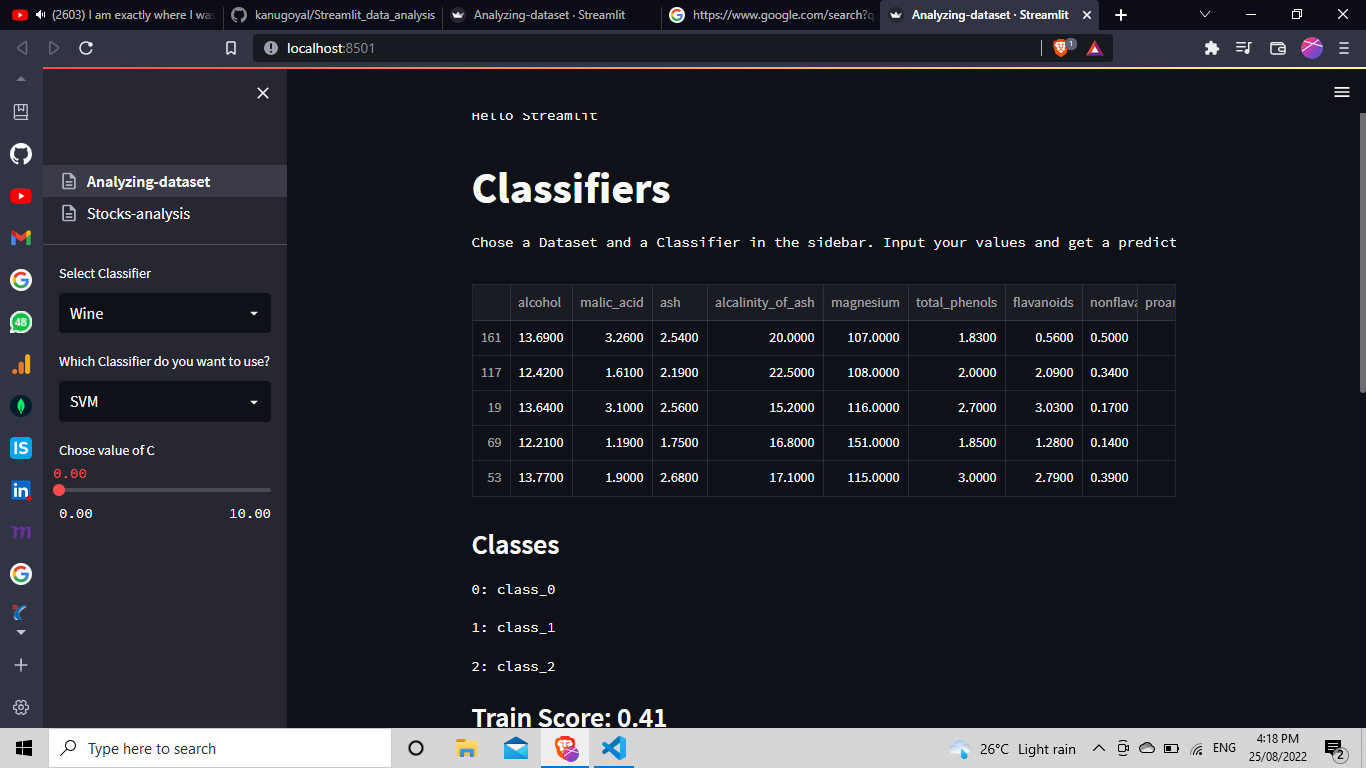 (2603) I am exactly where I was
kanugoyal/Streamlit_data_analysis
Analyzing-dataset · Streamlit
https://www.google.com/search?q
Analyzing-dataset · Streamlit
localhost:8501
1
Hello Streamlit
Analyzing-dataset
Stocks-analysis
Select Classifier
Wine
Which Classifier do you want to use?
SVM
Chose value of C
0.00
0.00 10.00
48
IS
in
m
Classifiers
Chose a Dataset and a Classifier in the sidebar. Input your values and get a predict
alcohol malic_acid ash alcalinity_of_ash magnesium total_phenols flavanoids nonflava proar
161 13.6900 3.2600 2.5400 20.0000 107.0000 1.8300 0.5600 0.5000
117 12.4200 1.6100 2.1900 22.5000 108.0000 2.0000 2.0900 0.3400
19 13.6400 3.1000 2.5600 15.2000 116.0000 2.7000 3.0300 0.1700
69 12.2100 1.1900 1.7500 16.8000 151.0000 1.8500 1.2800 0.1400
53 13.7700 1.9000 2.6800 17.1000 115.0000 3.0000 2.7900 0.3900
Classes
0: class_0
1: class_1
2: class_2
Train Score: 0.41
Type here to search
26°C Light rain
ENG
4:18 PM
25/08/2022
2